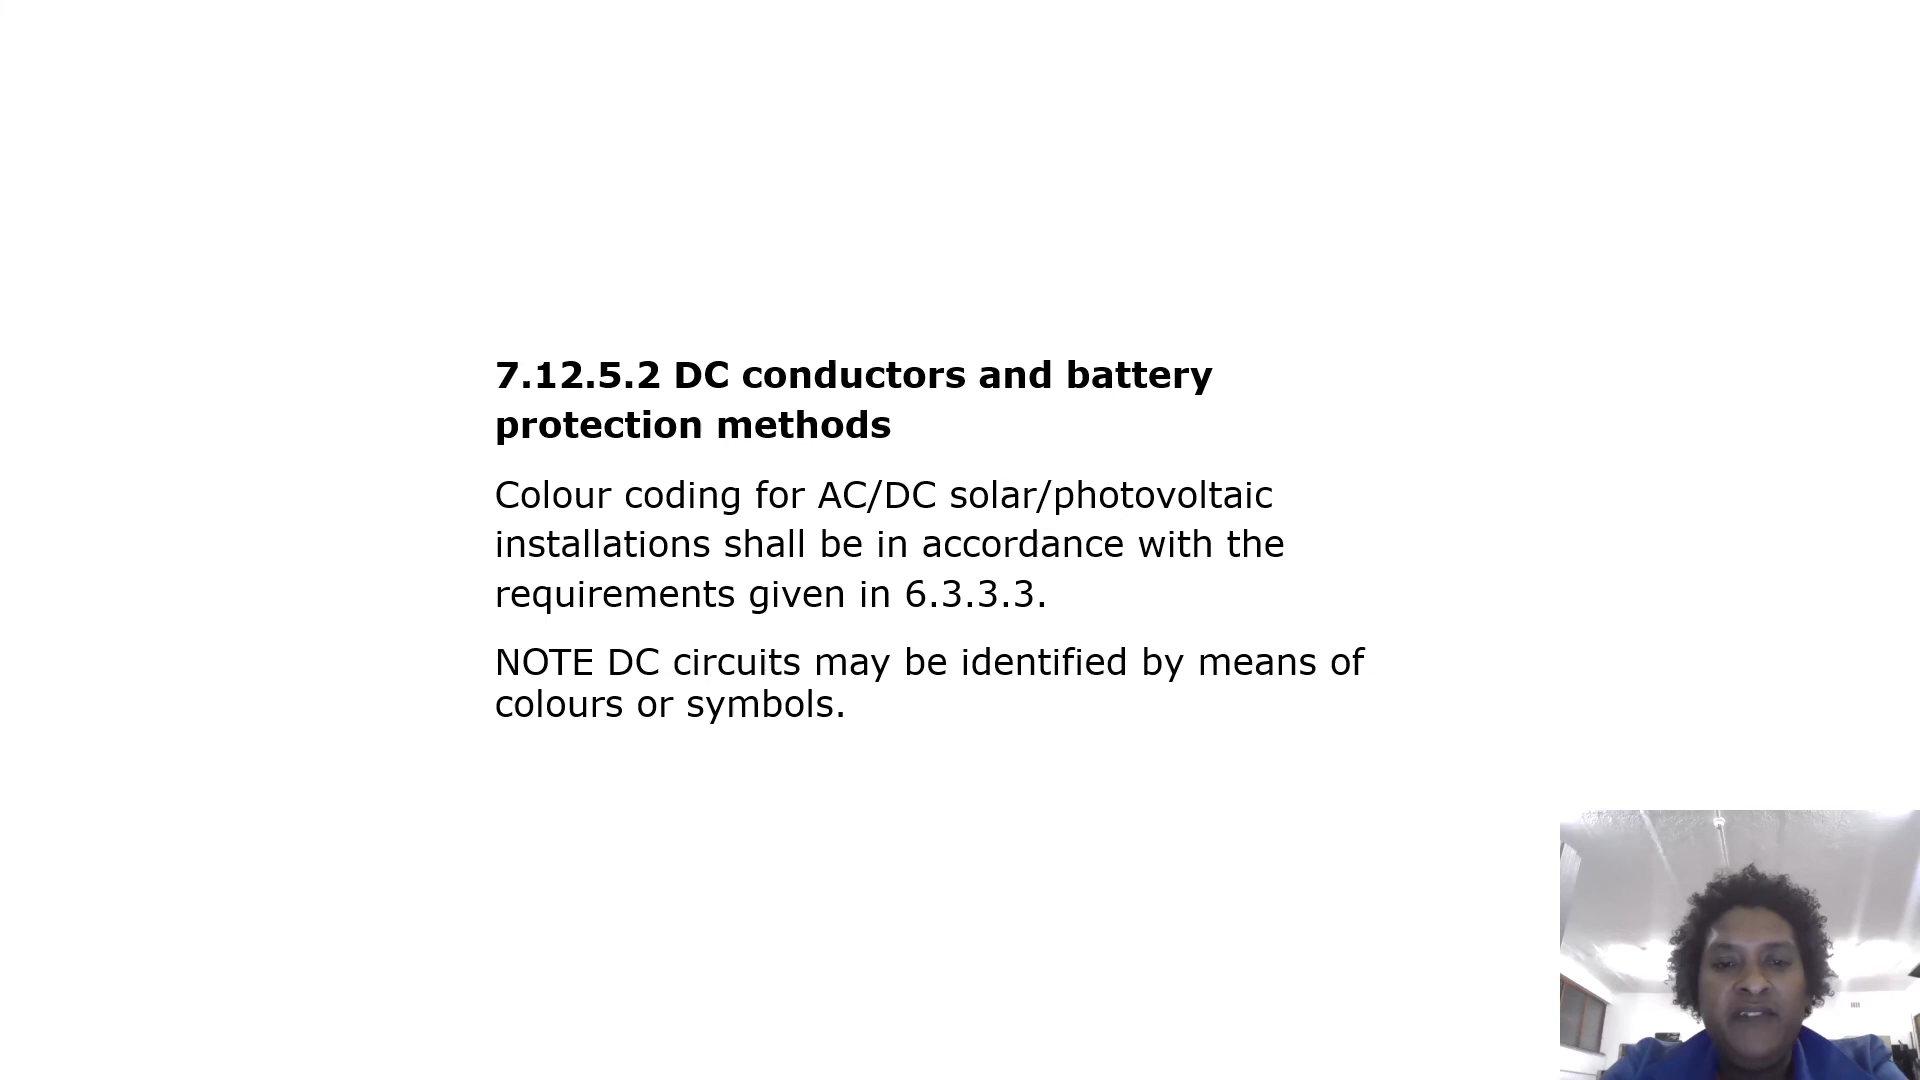 7.12.5.2 DC conductors and battery
protection methods
Colour coding for AC/DC solar/photovoltaic
installations shall be in accordance with the
requirements given in 6.3.3.3.
NOTE DC circuits may be identified by means of
colours or symbols.